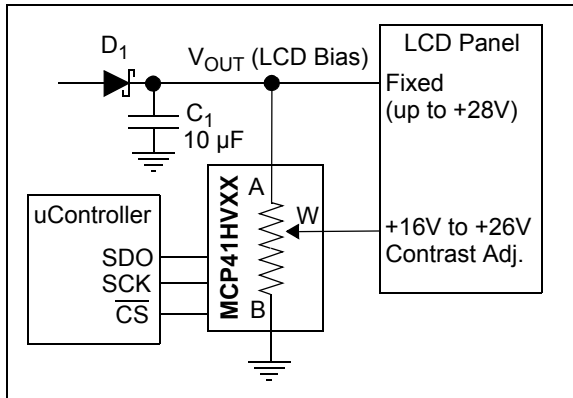 D1
VOUT (LCD Bias)
LCD Panel
Fixed
(up to +28V)
C1
10 µF
A
W
B
MCP41HVXX
uController
SDO
SCK
CS
+16V to +26V
Contrast Adj.